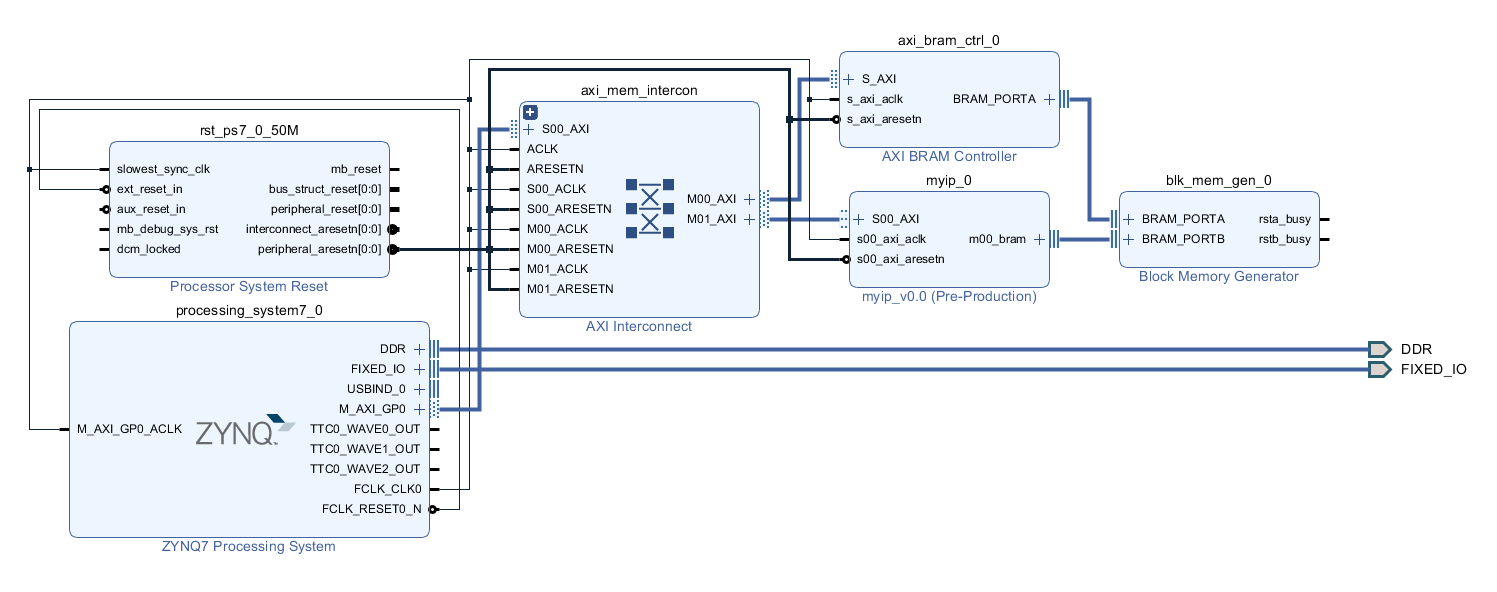 rst_ps7_0_50M
slowest_sync_clk
ext_reset_in
aux_reset_in
mb_debug_sys_rst
dcm_locked
mb_reset
bus_struct_reset[0:0]
peripheral_reset[0:0]
interconnect_aresetn[0:0]
peripheral_aresetn[0:0]
Processor System Reset
processing_system7_0
M_AXI_GP0_ACLK
ZYNQ
DDR
FIXED_IO
USBIND_0
M_AXI_GP0
TTC0_WAVE0_OUT
TTC0_WAVE1_OUT
TTC0_WAVE2_OUT
FCLK_CLK0
FCLK_RESET0_N
ZYNQ7 Processing System
axi_mem_intercon
S00_AXI
ACLK
ARESETN
S00_ACLK
S00_ARESETN
M00_ACLK
M00_ARESETN
M01_ACLK
M01_ARESETN
M00_AXI
M01_AXI
AXI Interconnect
axi_bram_ctrl_0
S_AXI
s_axi_aclk
s_axi_aresetn
BRAM_PORTA
AXI BRAM Controller
myip_0
S00_AXI
s00_axi_aclk
s00_axi_aresetn
m00_bram
myip_v0.0 (Pre-Production)
blk_mem_gen_0
BRAM_PORTA
BRAM_PORTB
rsta_busy
rstb_busy
Block Memory Generator
DDR
FIXED_IO